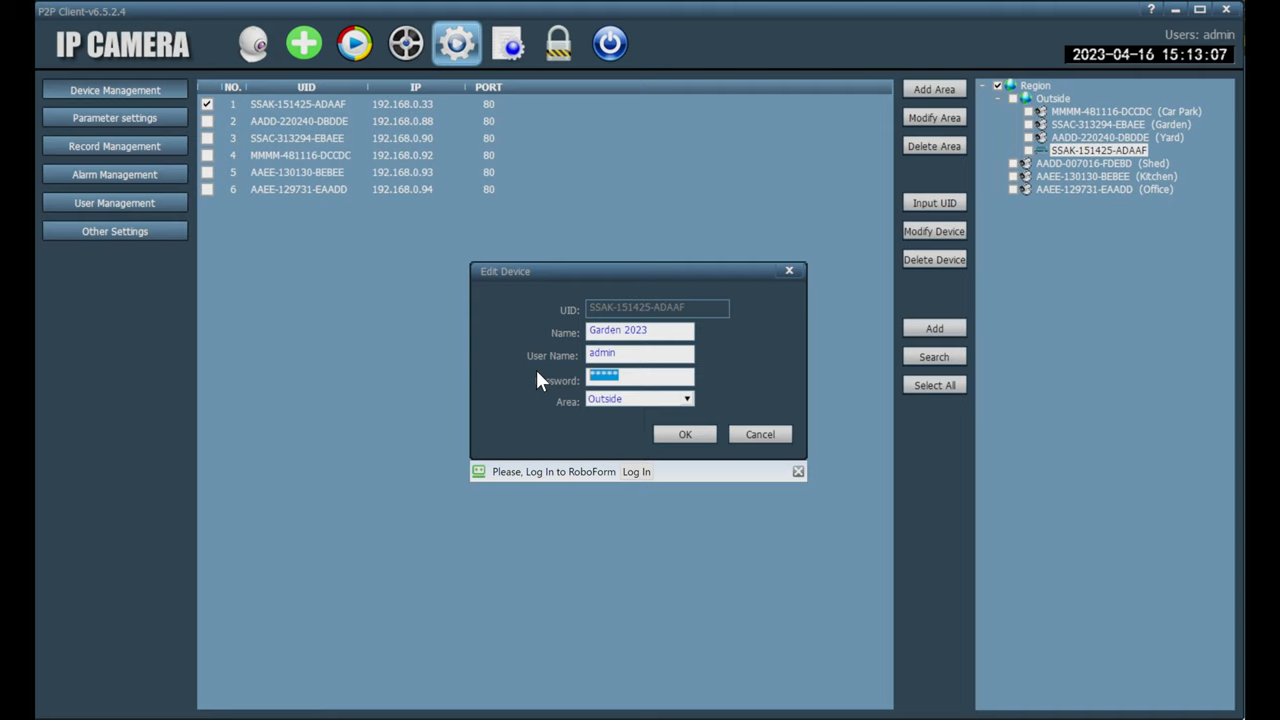 P2P Client-v6.5.2.4
?
IP CAMERA
Users: admin
2023-04-16 15:13:07
Device Management
Parameter settings
Record Management
Alarm Management
User Management
Other Settings
NO. UID IP PORT
1 SSAK-151425-ADAAF 192.168.0.33 80
2 AADD-220240-DBDDE 192.168.0.88 80
3 SSAC-313294-EBAEE 192.168.0.90 80
4 MMMM-481116-DCCDC 192.168.0.92 80
5 AAEE-130130-BEBEE 192.168.0.93 80
6 AAEE-129731-EAADD 192.168.0.94 80
Edit Device
UID: SSAK-151425-ADAAF
Name: Garden 2023
User Name: admin
ssword: *****
Area: Outside
OK Cancel
Please, Log In to RoboForm Log In
Add Area
Modify Area
Delete Area
Input UID
Modify Device
Delete Device
Add
Search
Select All
Region
Outside
MMMM-481116-DCCDC (Car Park)
SSAC-313294-EBAEE (Garden)
AADD-220240-DBDDE (Yard)
SSAK-151425-ADAAF
AADD-007016-FDEBD (Shed)
AAEE-130130-BEBEE (Kitchen)
AAEE-129731-EAADD (Office)